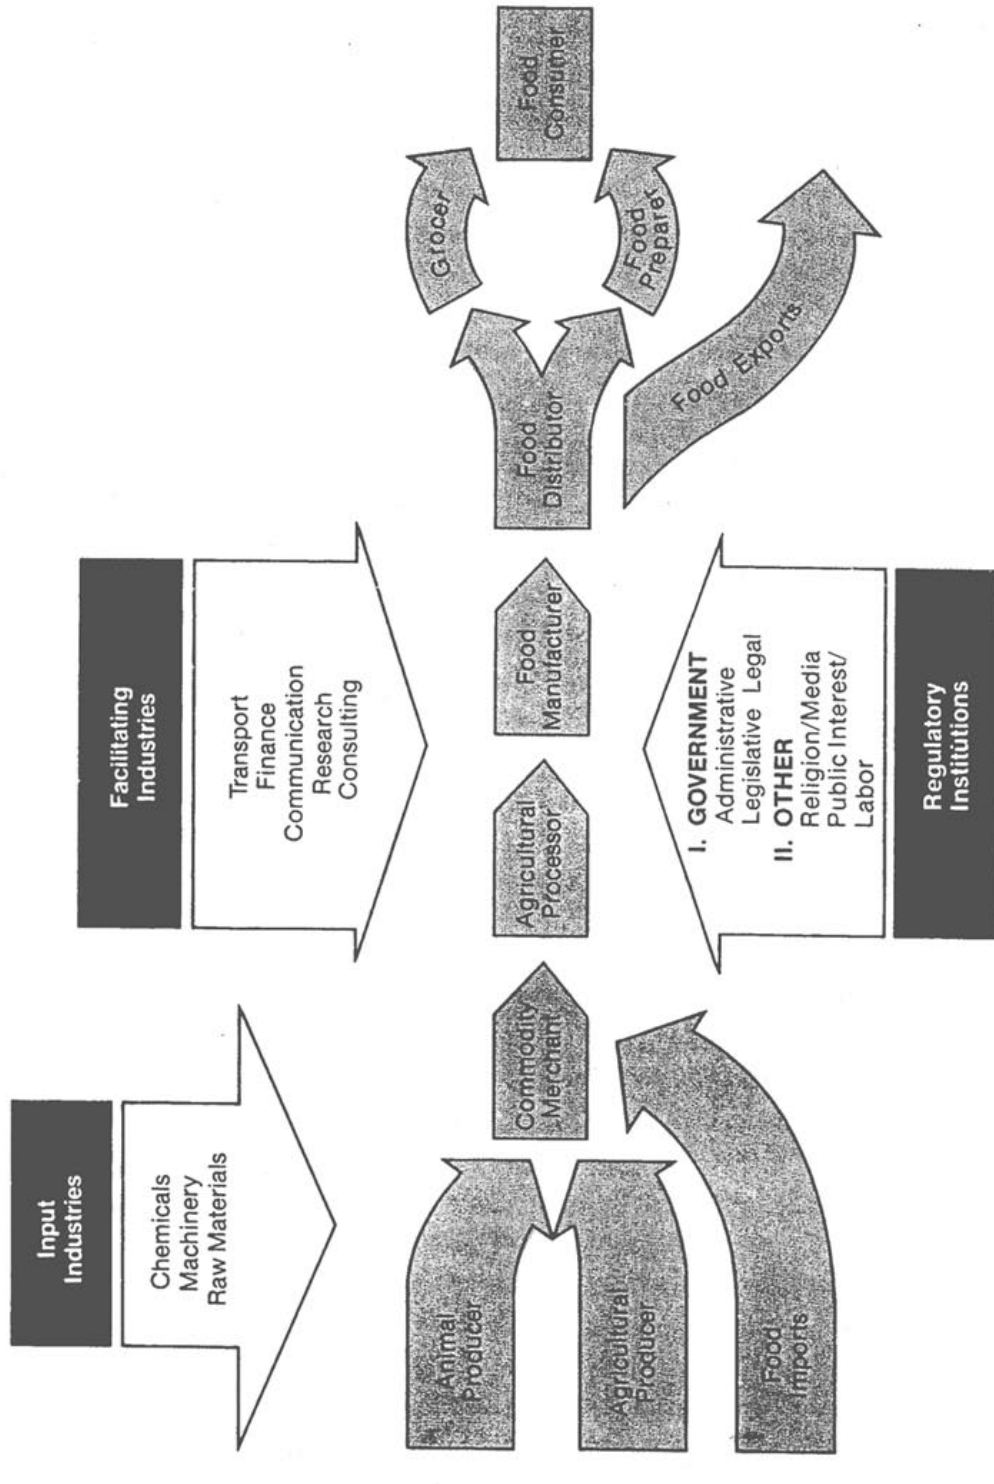 Input
Industries
Chemicals
Machinery
Raw Materials
Facilitating
Industries
Transport
Finance
Communication
Research
Consulting
Animal
Producer
Agricultural
Producer
Food
Imports
Commodity
Merchant
Agricultural
Processor
Food
Manufacturer
Food
Distributor
Grocer
Food
Preparer
Food
Consumer
Food Exports
I. GOVERNMENT
Administrative
Legislative Legal
II. OTHER
Religion/Media
Public Interest/
Labor
Regulatory
Institutions